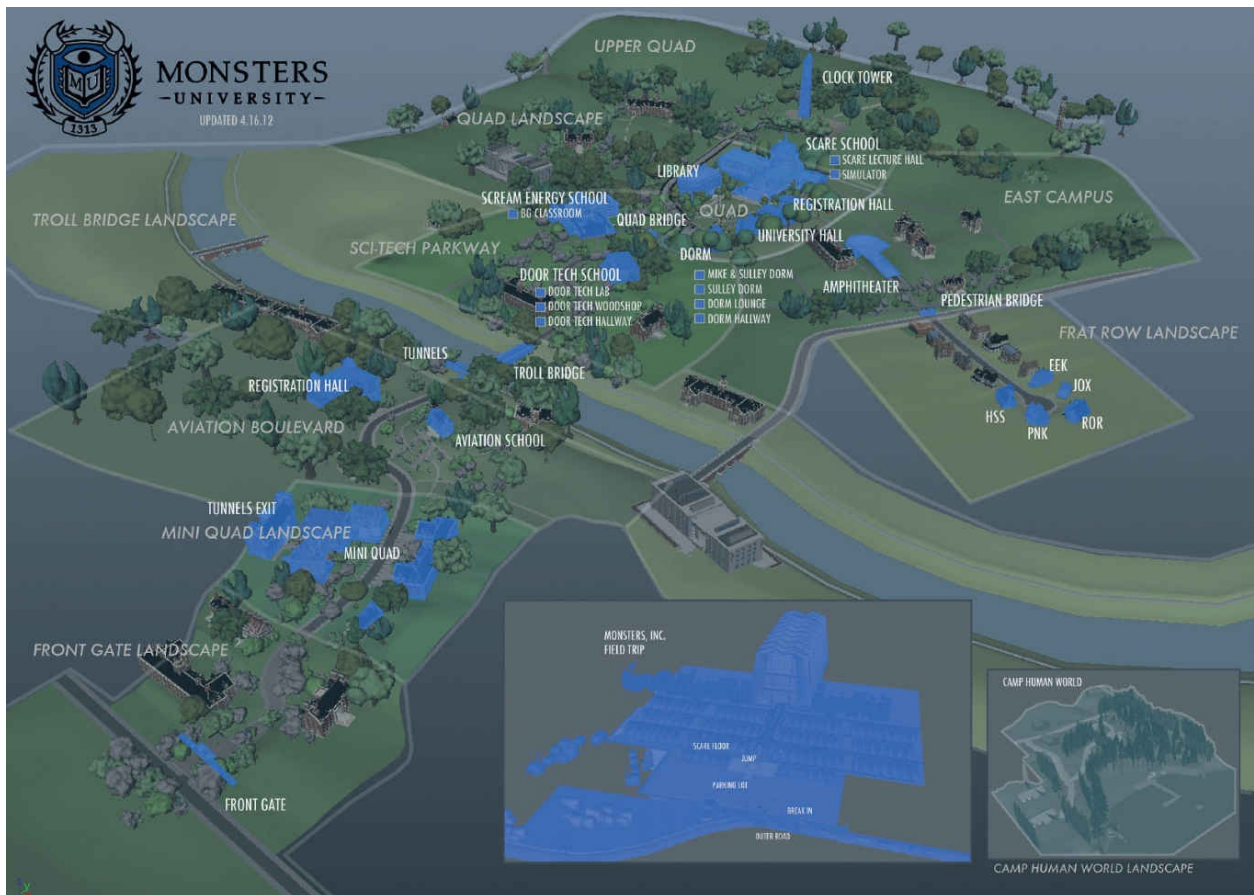 MONSTERS
-UNIVERSITY-
UPDATED 4.16.12
MU
1313
UPPER QUAD
CLOCK TOWER
QUAD LANDSCAPE
SCARE SCHOOL
SCARE LECTURE HALL
SIMULATOR
LIBRARY
EAST CAMPUS
SCREAM ENERGY SCHOOL
BG CLASSROOM
QUAD BRIDGE
QUAD
REGISTRATION HALL
TROLL BRIDGE LANDSCAPE
UNIVERSITY HALL
SCI-TECH PARKWAY
DORM
MIKE & SULLEY DORM
SULLEY DORM
DORM LOUNGE
DORM HALLWAY
DOOR TECH SCHOOL
DOOR TECH LAB
DOOR TECH WOODSHOP
DOOR TECH HALLWAY
AMPHITHEATER
PEDESTRIAN BRIDGE
FRAT ROW LANDSCAPE
TUNNELS
TROLL BRIDGE
EEK
JOX
HSS
PNK
ROR
REGISTRATION HALL
AVIATION BOULEVARD
AVIATION SCHOOL
TUNNELS EXIT
MINI QUAD LANDSCAPE
MINI QUAD
FRONT GATE LANDSCAPE
FRONT GATE
MONSTERS, INC.
FIELD TRIP
SCARE FLOOR
JUMP
PARKING LOT
BREAK IN
OUTER ROAD
CAMP HUMAN WORLD
CAMP HUMAN WORLD LANDSCAPE